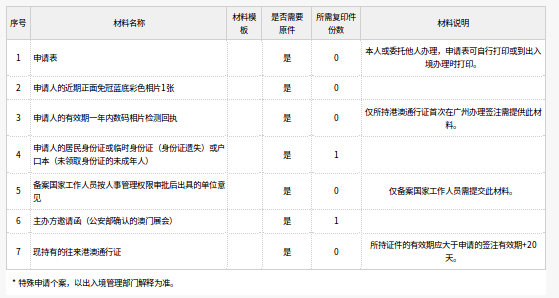 序号 材料名称 材料模板 是否需要原件 所需复印件份数 材料说明
1 申请表 是 0 本人或委托他人办理，申请表可自行打印或到出入境办理时打印。
2 申请人的近期正面免冠蓝底彩色相片1张 是 0
3 申请人的有效期一年内数码相片检测回执 是 0 仅所持港澳通行证首次在广州办理签注需提供此材料。
4 申请人的居民身份证或临时身份证（身份证遗失）或户口本（未领取身份证的未成年人） 是 1
5 备案国家工作人员按人事管理权限审批后出具的单位意见 是 0 仅备案国家工作人员需提交此材料。
6 主办方邀请函（公安部确认的澳门展会） 是 1
7 现持有的往来港澳通行证 是 0 所持证件的有效期应大于申请的签注有效期+20天。
* 特殊申请个案，以出入境管理部门解释为准。